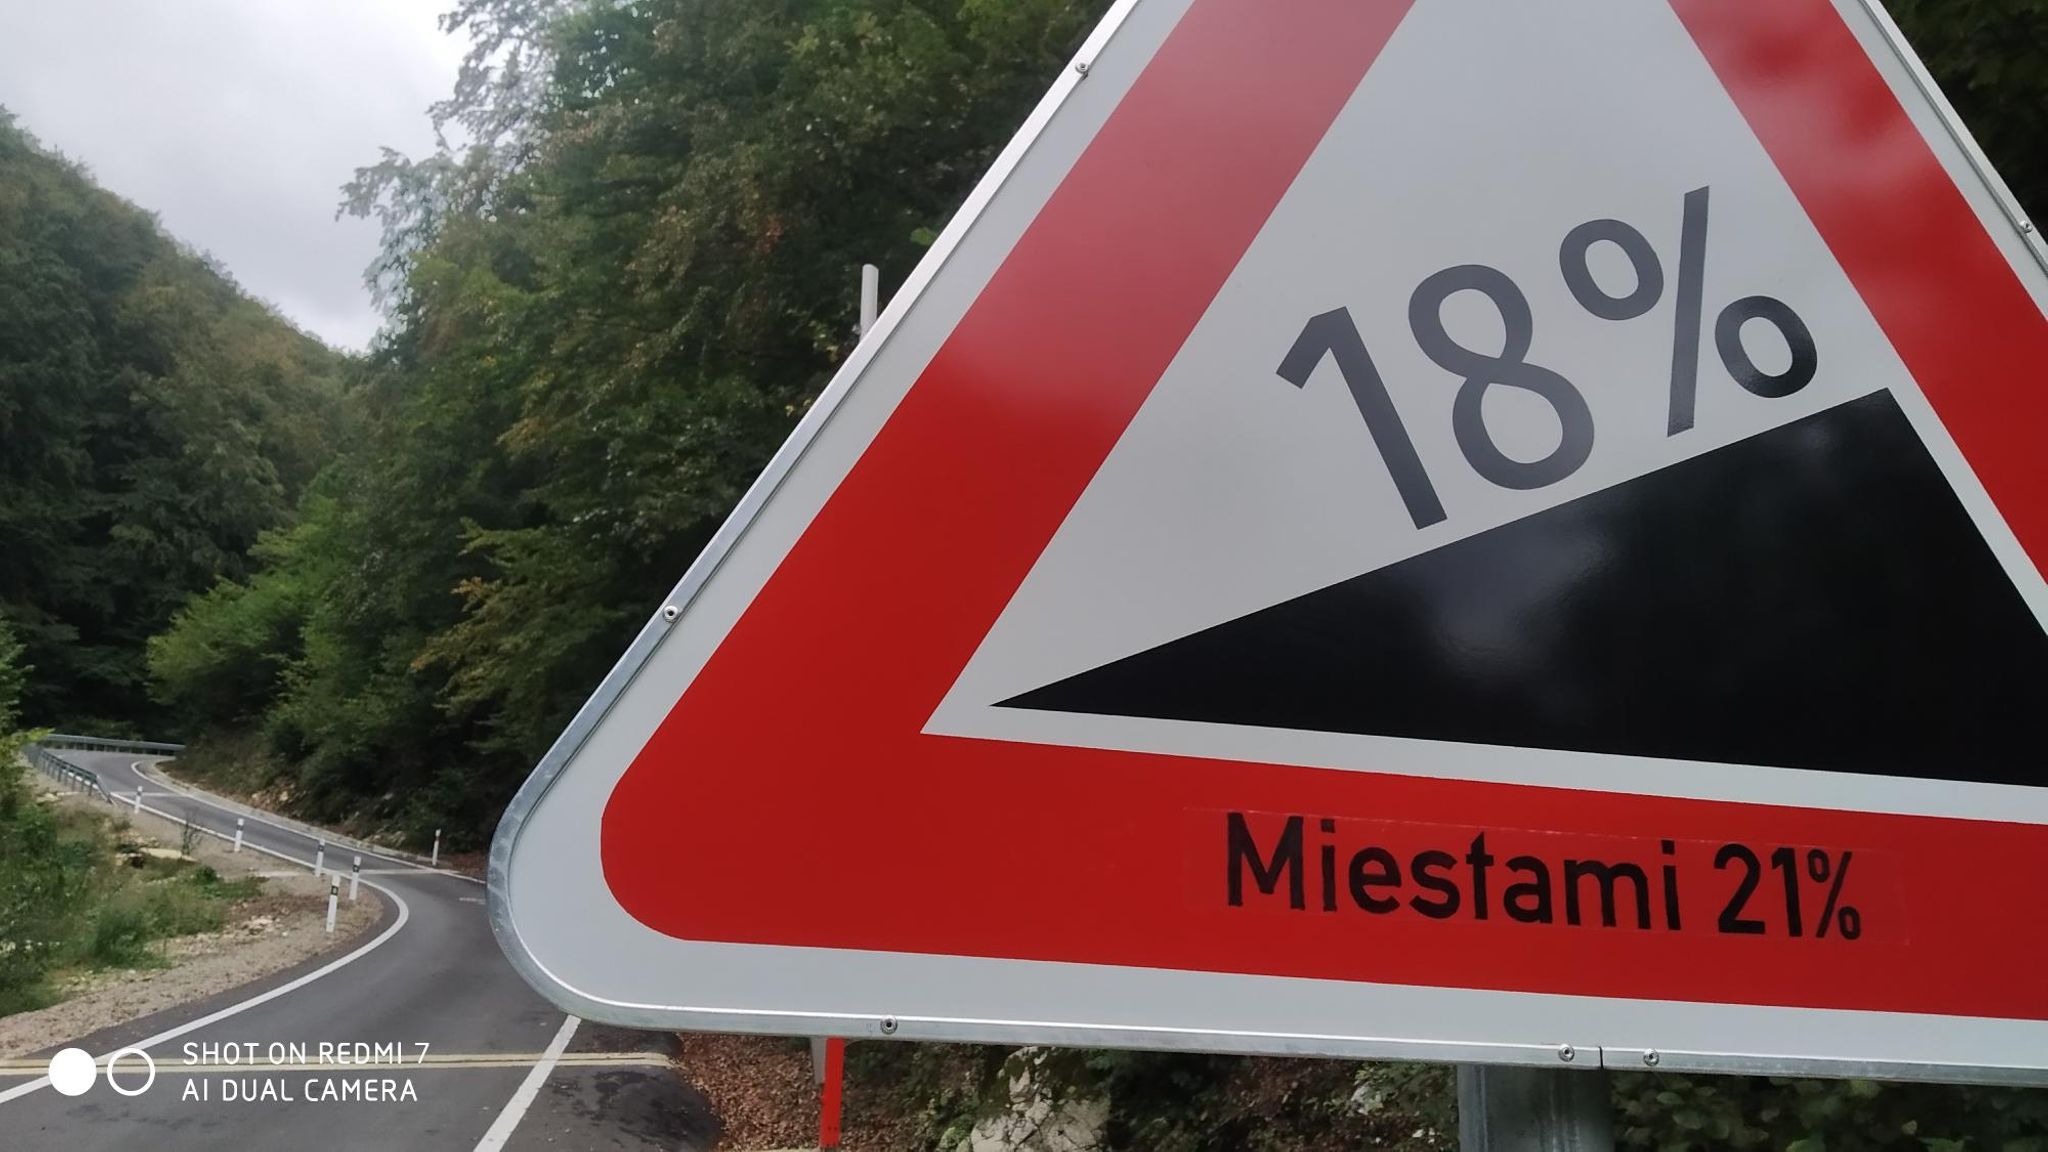 18%
Miestami 21%
SHOT ON REDMI 7
AI DUAL CAMERA